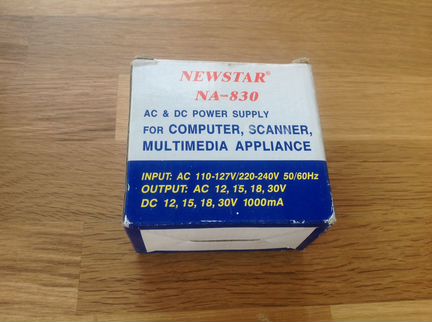 NEWSTAR®
NA-830
AC & DC POWER SUPPLY
FOR COMPUTER, SCANNER,
MULTIMEDIA APPLIANCE
INPUT: AC 110-127V/220-240V 50/60Hz
OUTPUT: AC 12, 15, 18, 30V
DC 12, 15, 18, 30V 1000mA